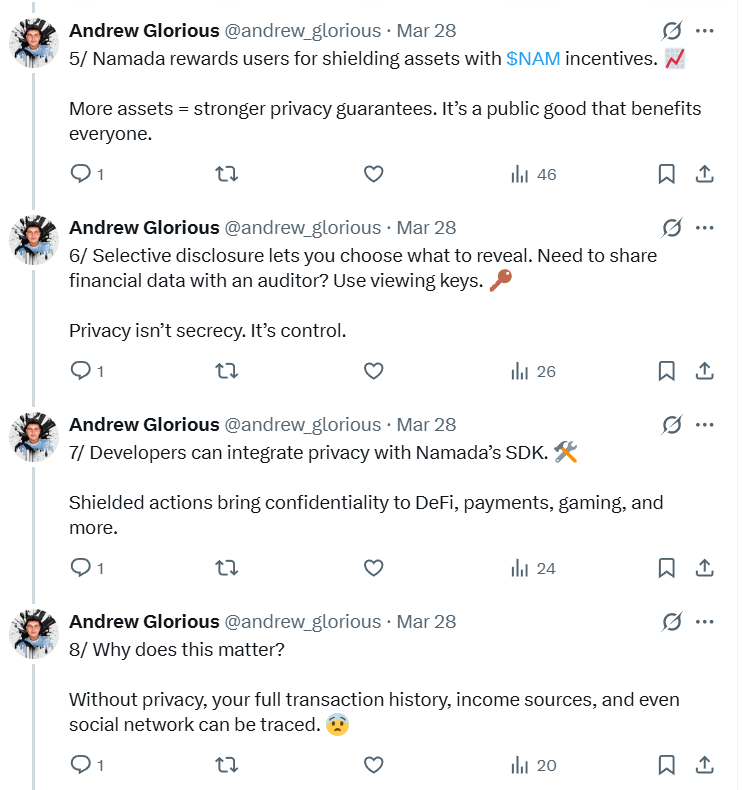 Andrew Glorious @andrew_glorious · Mar 28
5/ Namada rewards users for shielding assets with $NAM incentives. 📈
More assets = stronger privacy guarantees. It’s a public good that benefits
everyone.
1 46
Andrew Glorious @andrew_glorious · Mar 28
6/ Selective disclosure lets you choose what to reveal. Need to share
financial data with an auditor? Use viewing keys. 🔑
Privacy isn’t secrecy. It’s control.
1 26
Andrew Glorious @andrew_glorious · Mar 28
7/ Developers can integrate privacy with Namada’s SDK. 🛠️
Shielded actions bring confidentiality to DeFi, payments, gaming, and
more.
1 24
Andrew Glorious @andrew_glorious · Mar 28
8/ Why does this matter?
Without privacy, your full transaction history, income sources, and even
social network can be traced. 😨
1 20